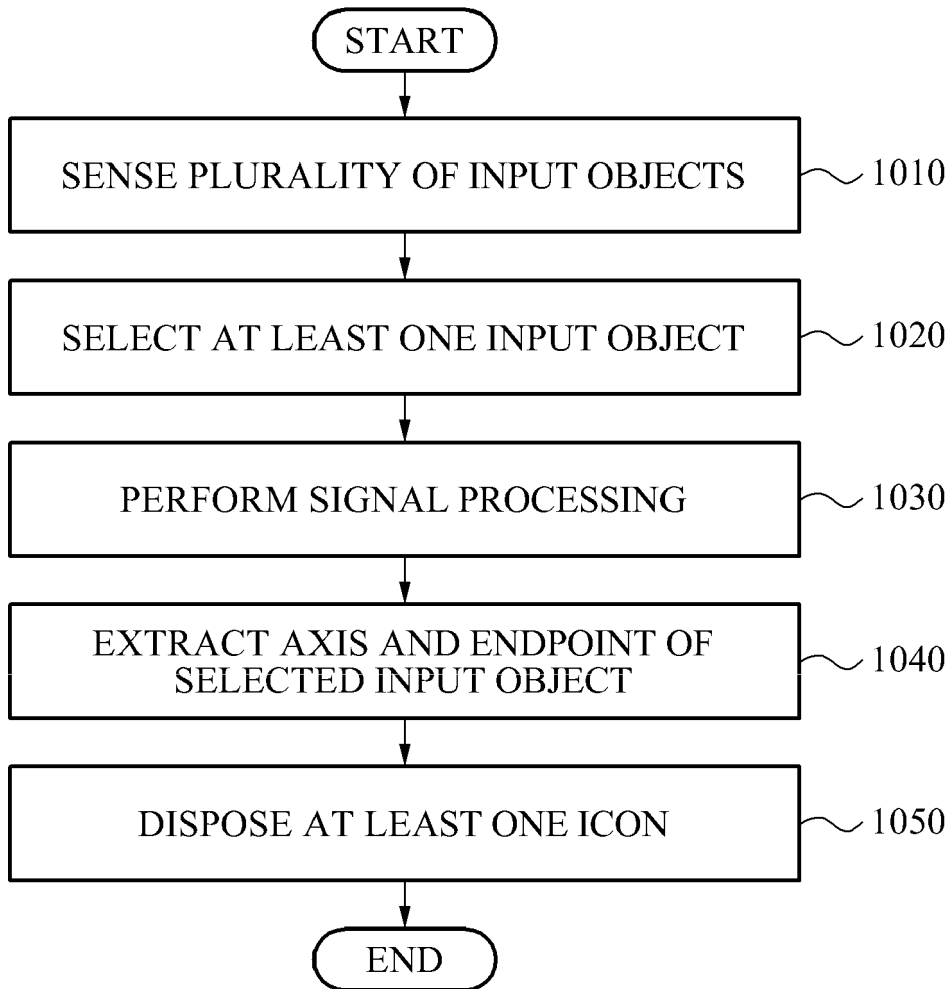 START
SENSE PLURALITY OF INPUT OBJECTS
1010
SELECT AT LEAST ONE INPUT OBJECT
1020
PERFORM SIGNAL PROCESSING
1030
EXTRACT AXIS AND ENDPOINT OF
SELECTED INPUT OBJECT
1040
DISPOSE AT LEAST ONE ICON
1050
END